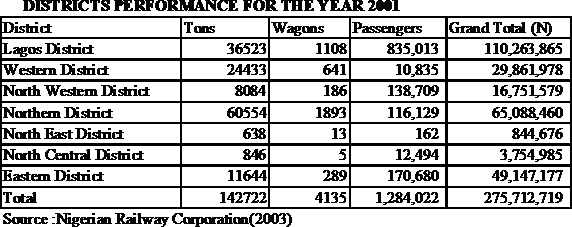 DISTRICTS PERFORMANCE FOR THE YEAR 2001
District Tons Wagons Passengers Grand Total (N)
Lagos District 36523 1108 835,013 110,263,865
Western District 24433 641 10,835 29,861,978
North Western District 8084 186 138,709 16,751,579
Northern District 60554 1893 116,129 65,088,460
North East District 638 13 162 844,676
North Central District 846 5 12,494 3,754,985
Eastern District 11644 289 170,680 49,147,177
Total 142722 4135 1,284,022 275,712,719
Source :Nigerian Railway Corporation(2003)